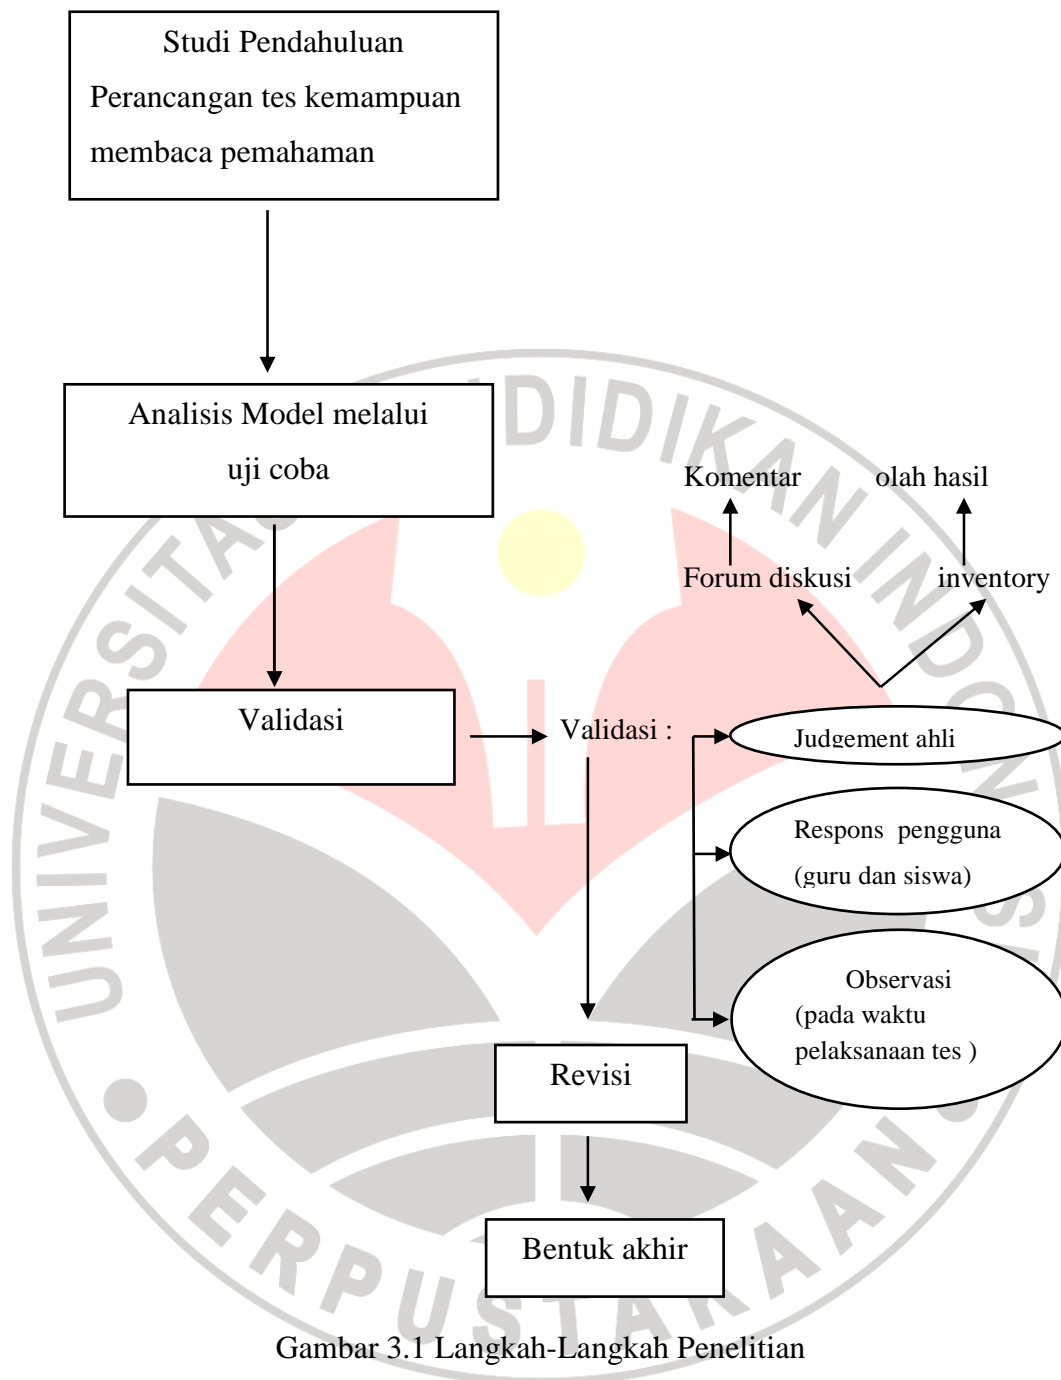 Studi Pendahuluan
Perancangan tes kemampuan
membaca pemahaman
Analisis Model melalui
uji coba
Komentar
olah hasil
Forum diskusi
inventory
Validasi
Validasi :
Judgement ahli
Respons pengguna
(guru dan siswa)
Observasi
(pada waktu
pelaksanaan tes )
Revisi
Bentuk akhir
Gambar 3.1 Langkah-Langkah Penelitian
PERPUSTAKAAN